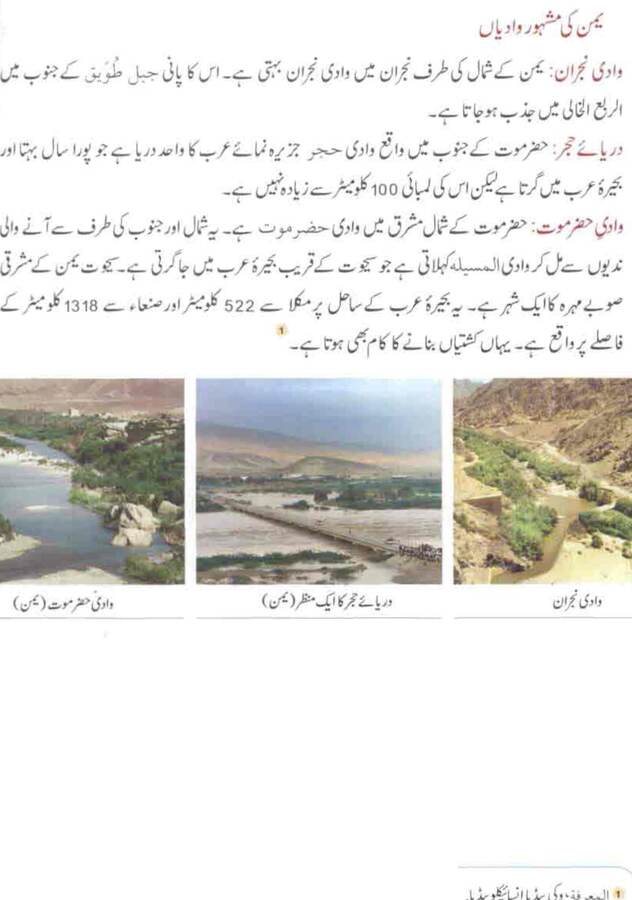 یمن کی مشہور وادیاں
وادی نجران: یمن کے شمال کی طرف نجران میں وادی نجران بہتی ہے۔ اس کا پانی جبل طُوَیق کے جنوب میں
الربع الخالی میں جذب ہو جاتا ہے۔
دریائے حجر: حضرموت کے جنوب میں واقع وادی حجر جزیرہ نمائے عرب کا واحد دریا ہے جو پورا سال بہتا اور
بحیرۂ عرب میں گرتا ہے لیکن اس کی لمبائی 100 کلومیٹر سے زیادہ نہیں ہے۔
وادیِ حضرموت: حضرموت کے شمال مشرق میں وادی حضرموت ہے۔ یہ شمال اور جنوب کی طرف سے آنے والی
ندیوں سے مل کر وادی المسیلہ کہلاتی ہے جو سیحوت کے قریب بحیرۂ عرب میں جا گرتی ہے۔ سیحوت یمن کے مشرقی
صوبے مہرہ کا ایک شہر ہے۔ یہ بحیرۂ عرب کے ساحل پر مکلا سے 522 کلومیٹر اور صنعاء سے 1318 کلومیٹر کے
فاصلے پر واقع ہے۔ یہاں کشتیاں بنانے کا کام بھی ہوتا ہے۔ 1
وادی نجران
دریائے حجر کا ایک منظر (یمن)
وادیٔ حضرموت (یمن)
1 المعرفة، وکی پیڈیا انسائیکلو پیڈیا۔